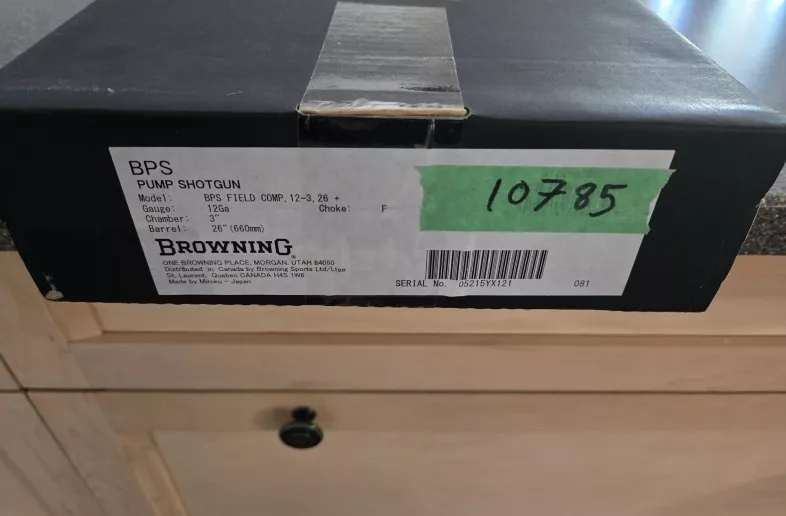 BPS
PUMP SHOTGUN
Model: BPS FIELD COMP,12-3,26 +
Gauge: 12Ga Choke: F
Chamber: 3"
Barrel: 26"(660mm)
BROWNING®
ONE BROWNING PLACE, MORGAN, UTAH 84050
Distributed in Canada by Browning Sports Ltd/Ltee
St. Laurent, Quebec CANADA H4S 1W6
Made by Miroku - Japan
10785
SERIAL No. 05215YX121 081